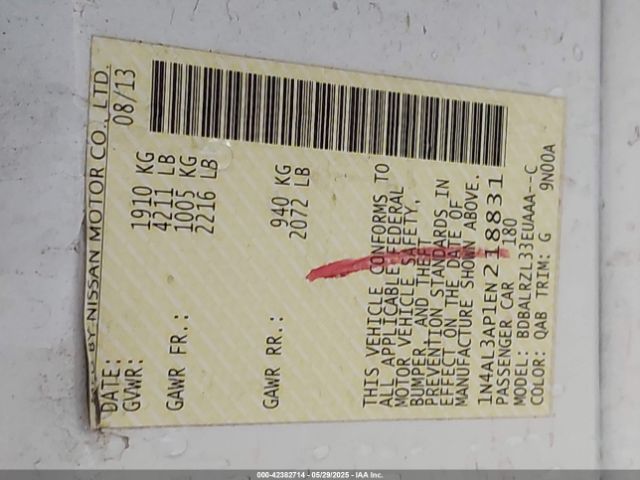 BY NISSAN MOTOR CO., LTD.
DATE: 08/13
GVWR: 1910 KG
4211 LB
GAWR FR.: 1005 KG
2216 LB
GAWR RR.: 940 KG
2072 LB
THIS VEHICLE CONFORMS TO
ALL APPLICABLE FEDERAL
MOTOR VEHICLE SAFETY,
BUMPER AND THEFT
PREVENTION STANDARDS IN
EFFECT ON THE DATE OF
MANUFACTURE SHOWN ABOVE.
1N4AL3AP1EN218831
PASSENGER CAR 180
MODEL: BDBALRZL33EUAAA--C
COLOR: QAB TRIM: G 9N00A
000-42382714 - 05/29/2025 - IAA Inc.